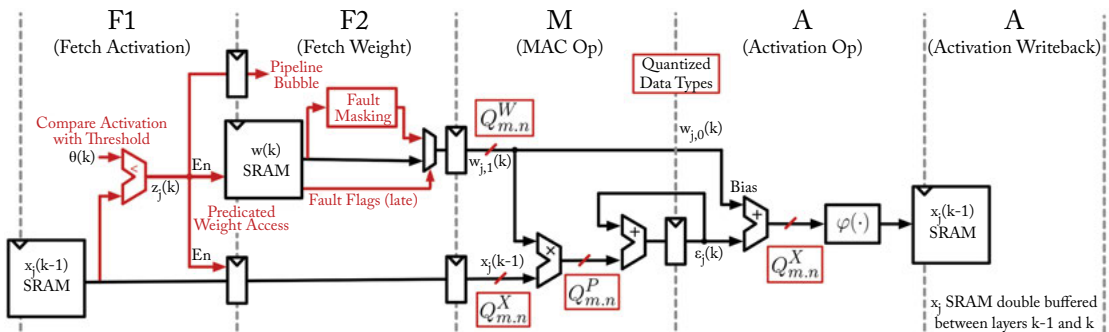 F1
(Fetch Activation)
F2
(Fetch Weight)
M
(MAC Op)
A
(Activation Op)
A
(Activation Writeback)
Pipeline
Bubble
Compare Activation
with Threshold
θ(k)
<
z_j(k)
En
En
w(k)
SRAM
Fault
Masking
Fault Flags (late)
Predicated
Weight Access
x_j(k-1)
SRAM
Q^W_{m.n}
w_{j,1}(k)
x_j(k-1)
Q^X_{m.n}
×
Q^P_{m.n}
+
Quantized
Data Types
w_{j,0}(k)
ε_j(k)
Bias
+
Q^X_{m.n}
φ(·)
x_j(k-1)
SRAM
x_j SRAM double buffered
between layers k-1 and k